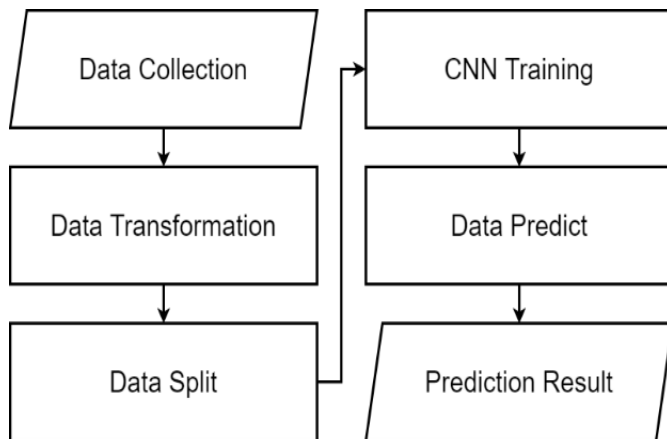 Data Collection
Data Transformation
Data Split
CNN Training
Data Predict
Prediction Result